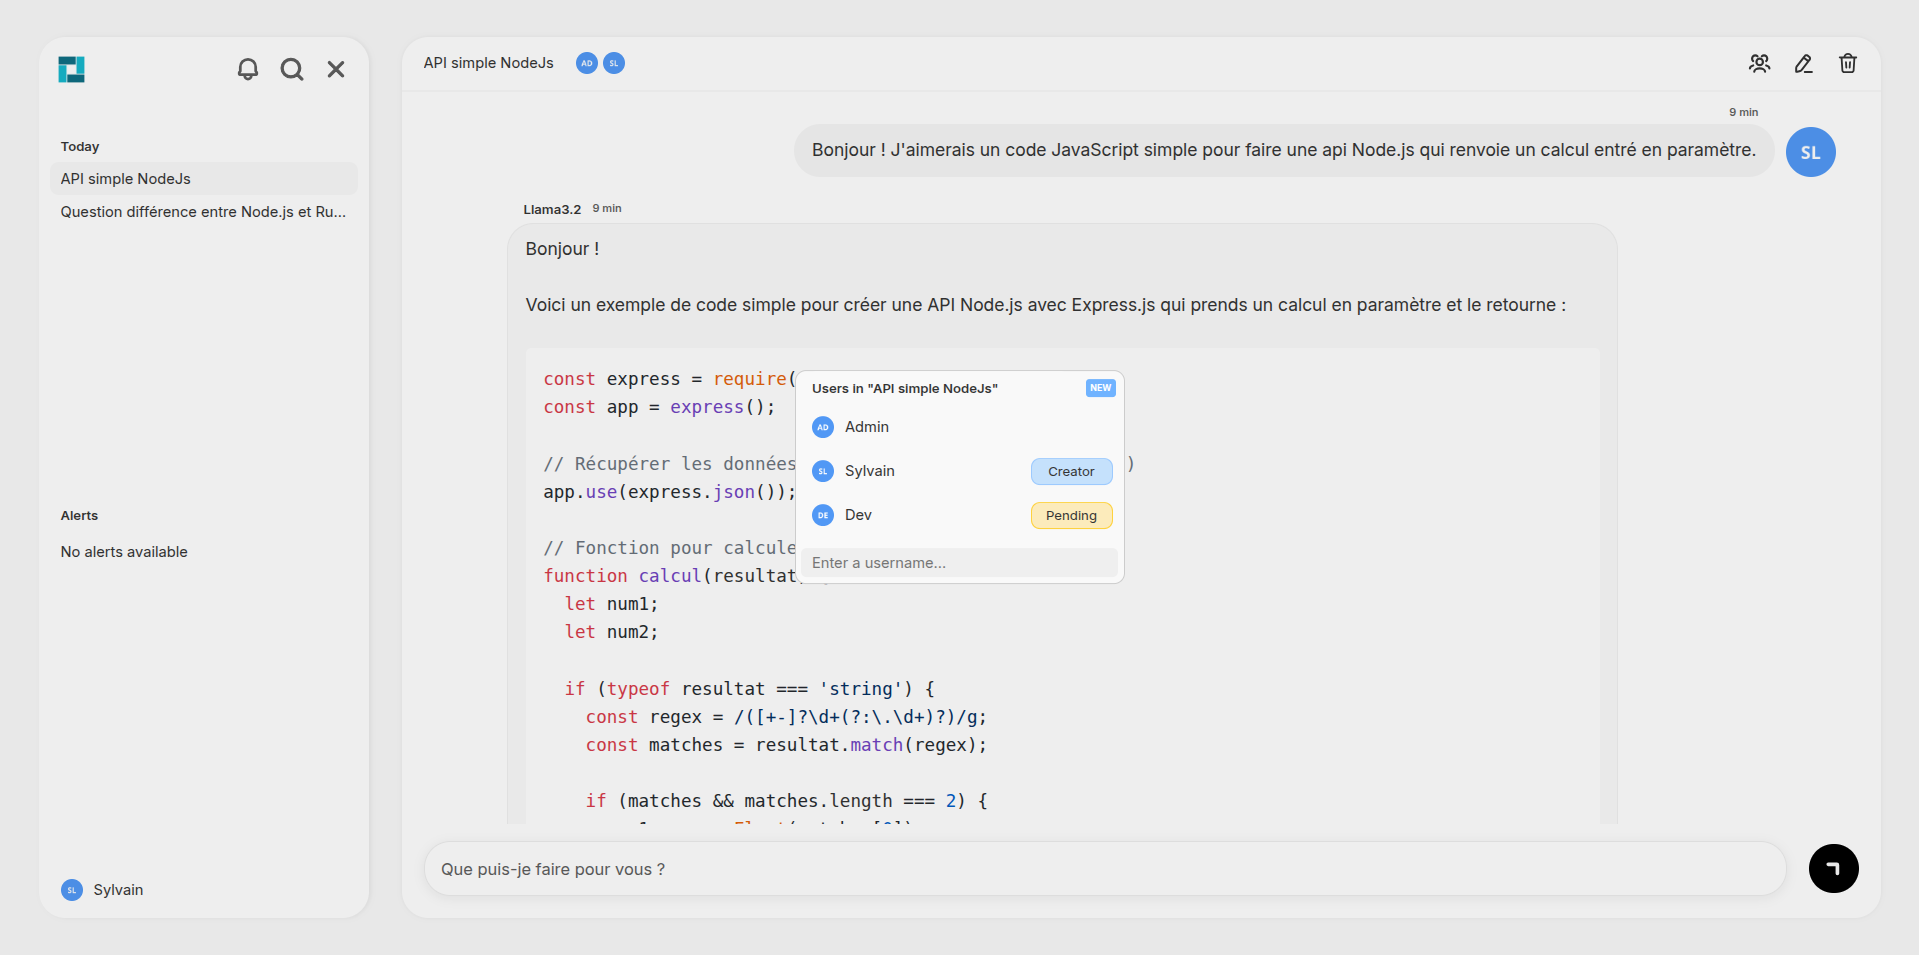 Today
API simple NodeJs
Question différence entre Node.js et Ru...
Alerts
No alerts available
SL Sylvain
API simple NodeJs AD SL
9 min
Bonjour ! J'aimerais un code JavaScript simple pour faire une api Node.js qui renvoie un calcul entré en paramètre.
SL
Llama3.2 9 min
Bonjour !
Voici un exemple de code simple pour créer une API Node.js avec Express.js qui prends un calcul en paramètre et le retourne :
const express = require(
const app = express();
// Récupérer les données )
app.use(express.json());
// Fonction pour calcule
function calcul(resultat
let num1;
let num2;
if (typeof resultat === 'string') {
const regex = /([+-]?\d+(?:\.\d+)?)/g;
const matches = resultat.match(regex);
if (matches && matches.length === 2) {
Users in "API simple NodeJs" NEW
AD Admin
SL Sylvain Creator
DE Dev Pending
Enter a username...
Que puis-je faire pour vous ?